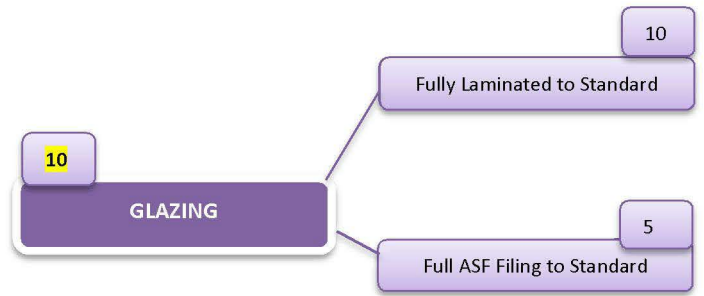 10
Fully Laminated to Standard
10
GLAZING
5
Full ASF Filing to Standard